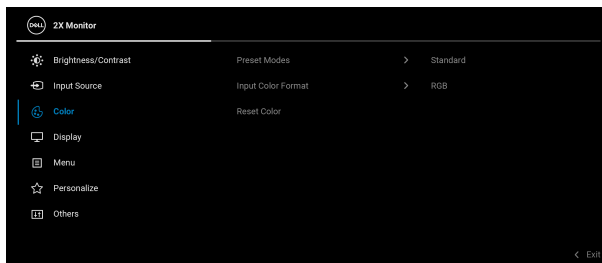 DELL 2X Monitor
Brightness/Contrast Preset Modes > Standard
Input Source Input Color Format > RGB
Color Reset Color
Display
Menu
Personalize
Others
< Exit